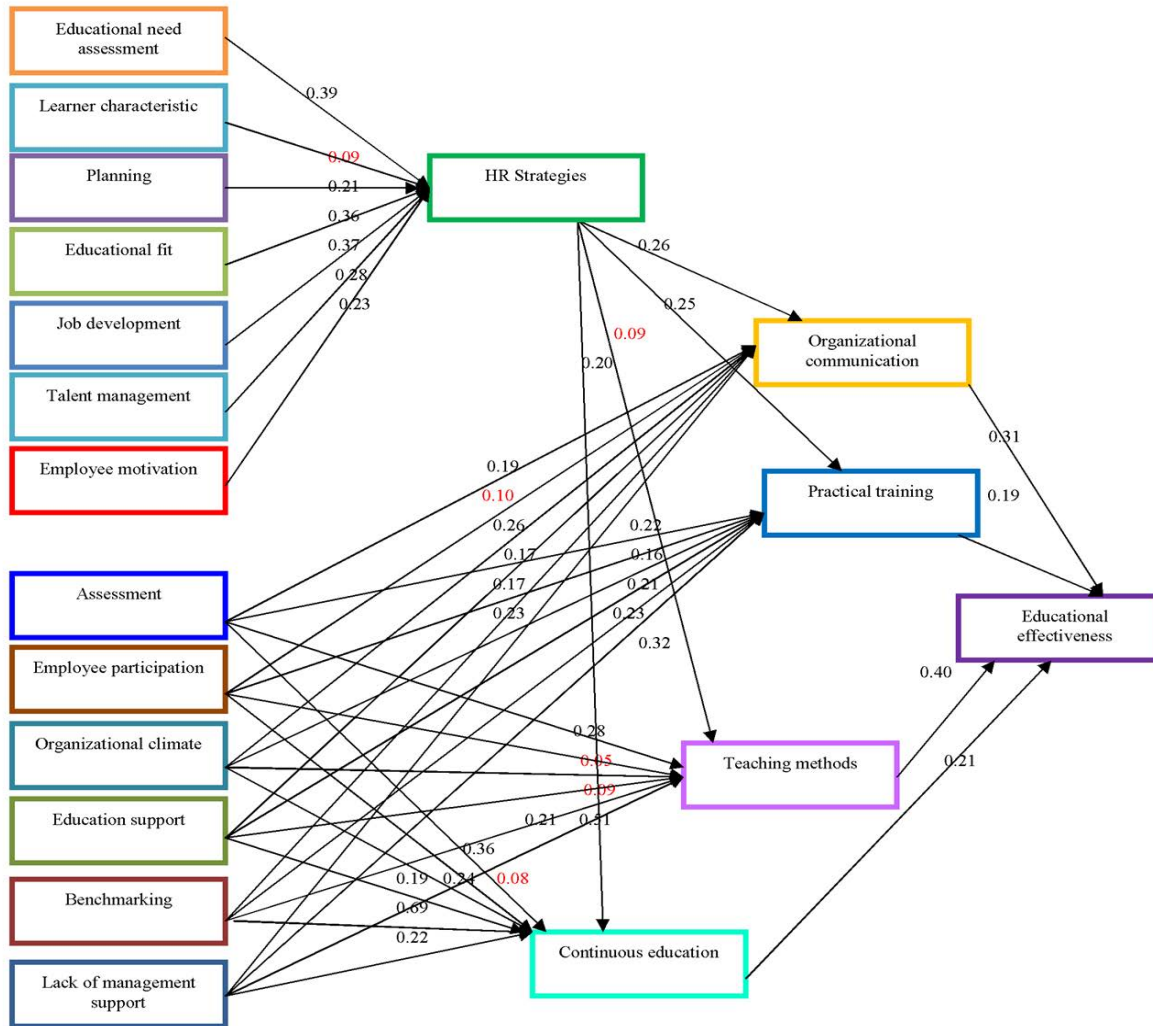 Educational need
assessment
Learner characteristic
Planning
Educational fit
Job development
Talent management
Employee motivation
Assessment
Employee participation
Organizational climate
Education support
Benchmarking
Lack of management
support
0.39
0.09
0.21
0.36
0.37
0.28
0.23
HR Strategies
0.26
0.25
0.09
0.20
0.19
0.10
0.26
0.17
0.17
0.23
0.22
0.16
0.21
0.23
0.32
0.28
0.05
0.09
0.21
0.51
0.36
0.08
0.24
0.19
0.69
0.22
Organizational
communication
Practical training
Teaching methods
Continuous education
0.31
0.19
0.40
0.21
Educational
effectiveness